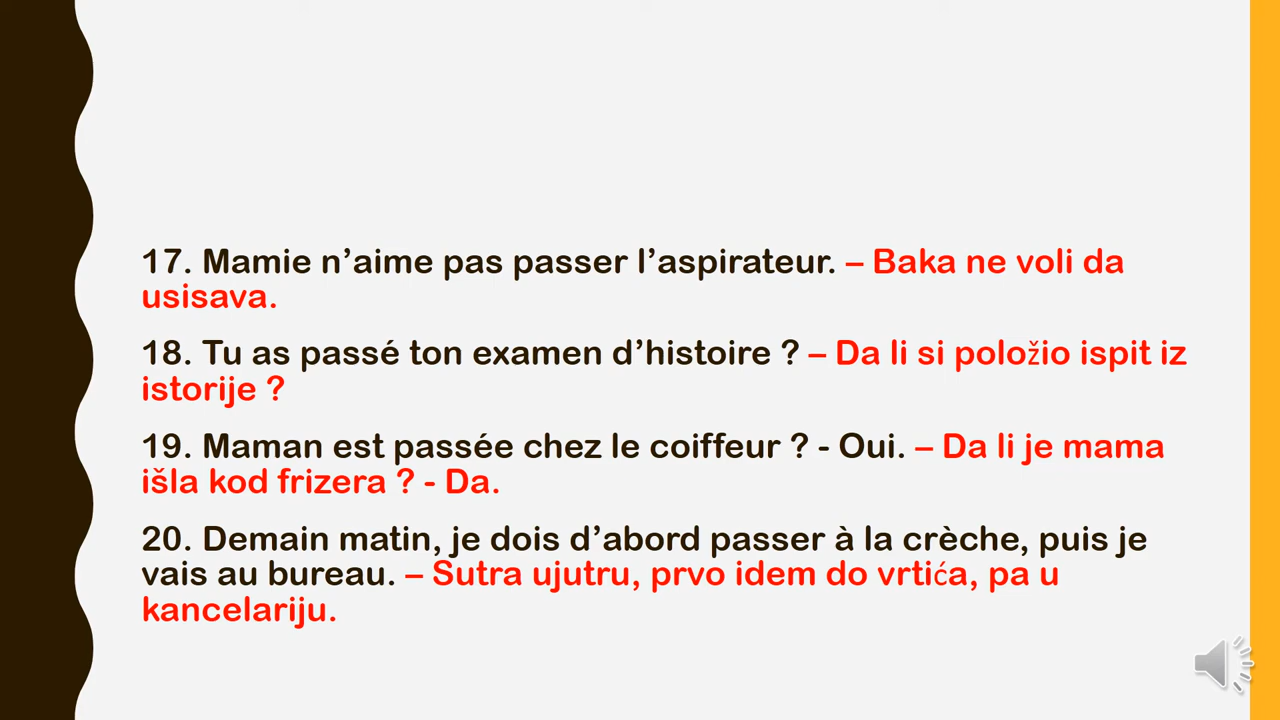 17. Mamie n’aime pas passer l’aspirateur. – Baka ne voli da
usisava.
18. Tu as passé ton examen d’histoire ? – Da li si položio ispit iz
istorije ?
19. Maman est passée chez le coiffeur ? - Oui. – Da li je mama
išla kod frizera ? - Da.
20. Demain matin, je dois d’abord passer à la crèche, puis je
vais au bureau. – Sutra ujutru, prvo idem do vrtića, pa u
kancelariju.